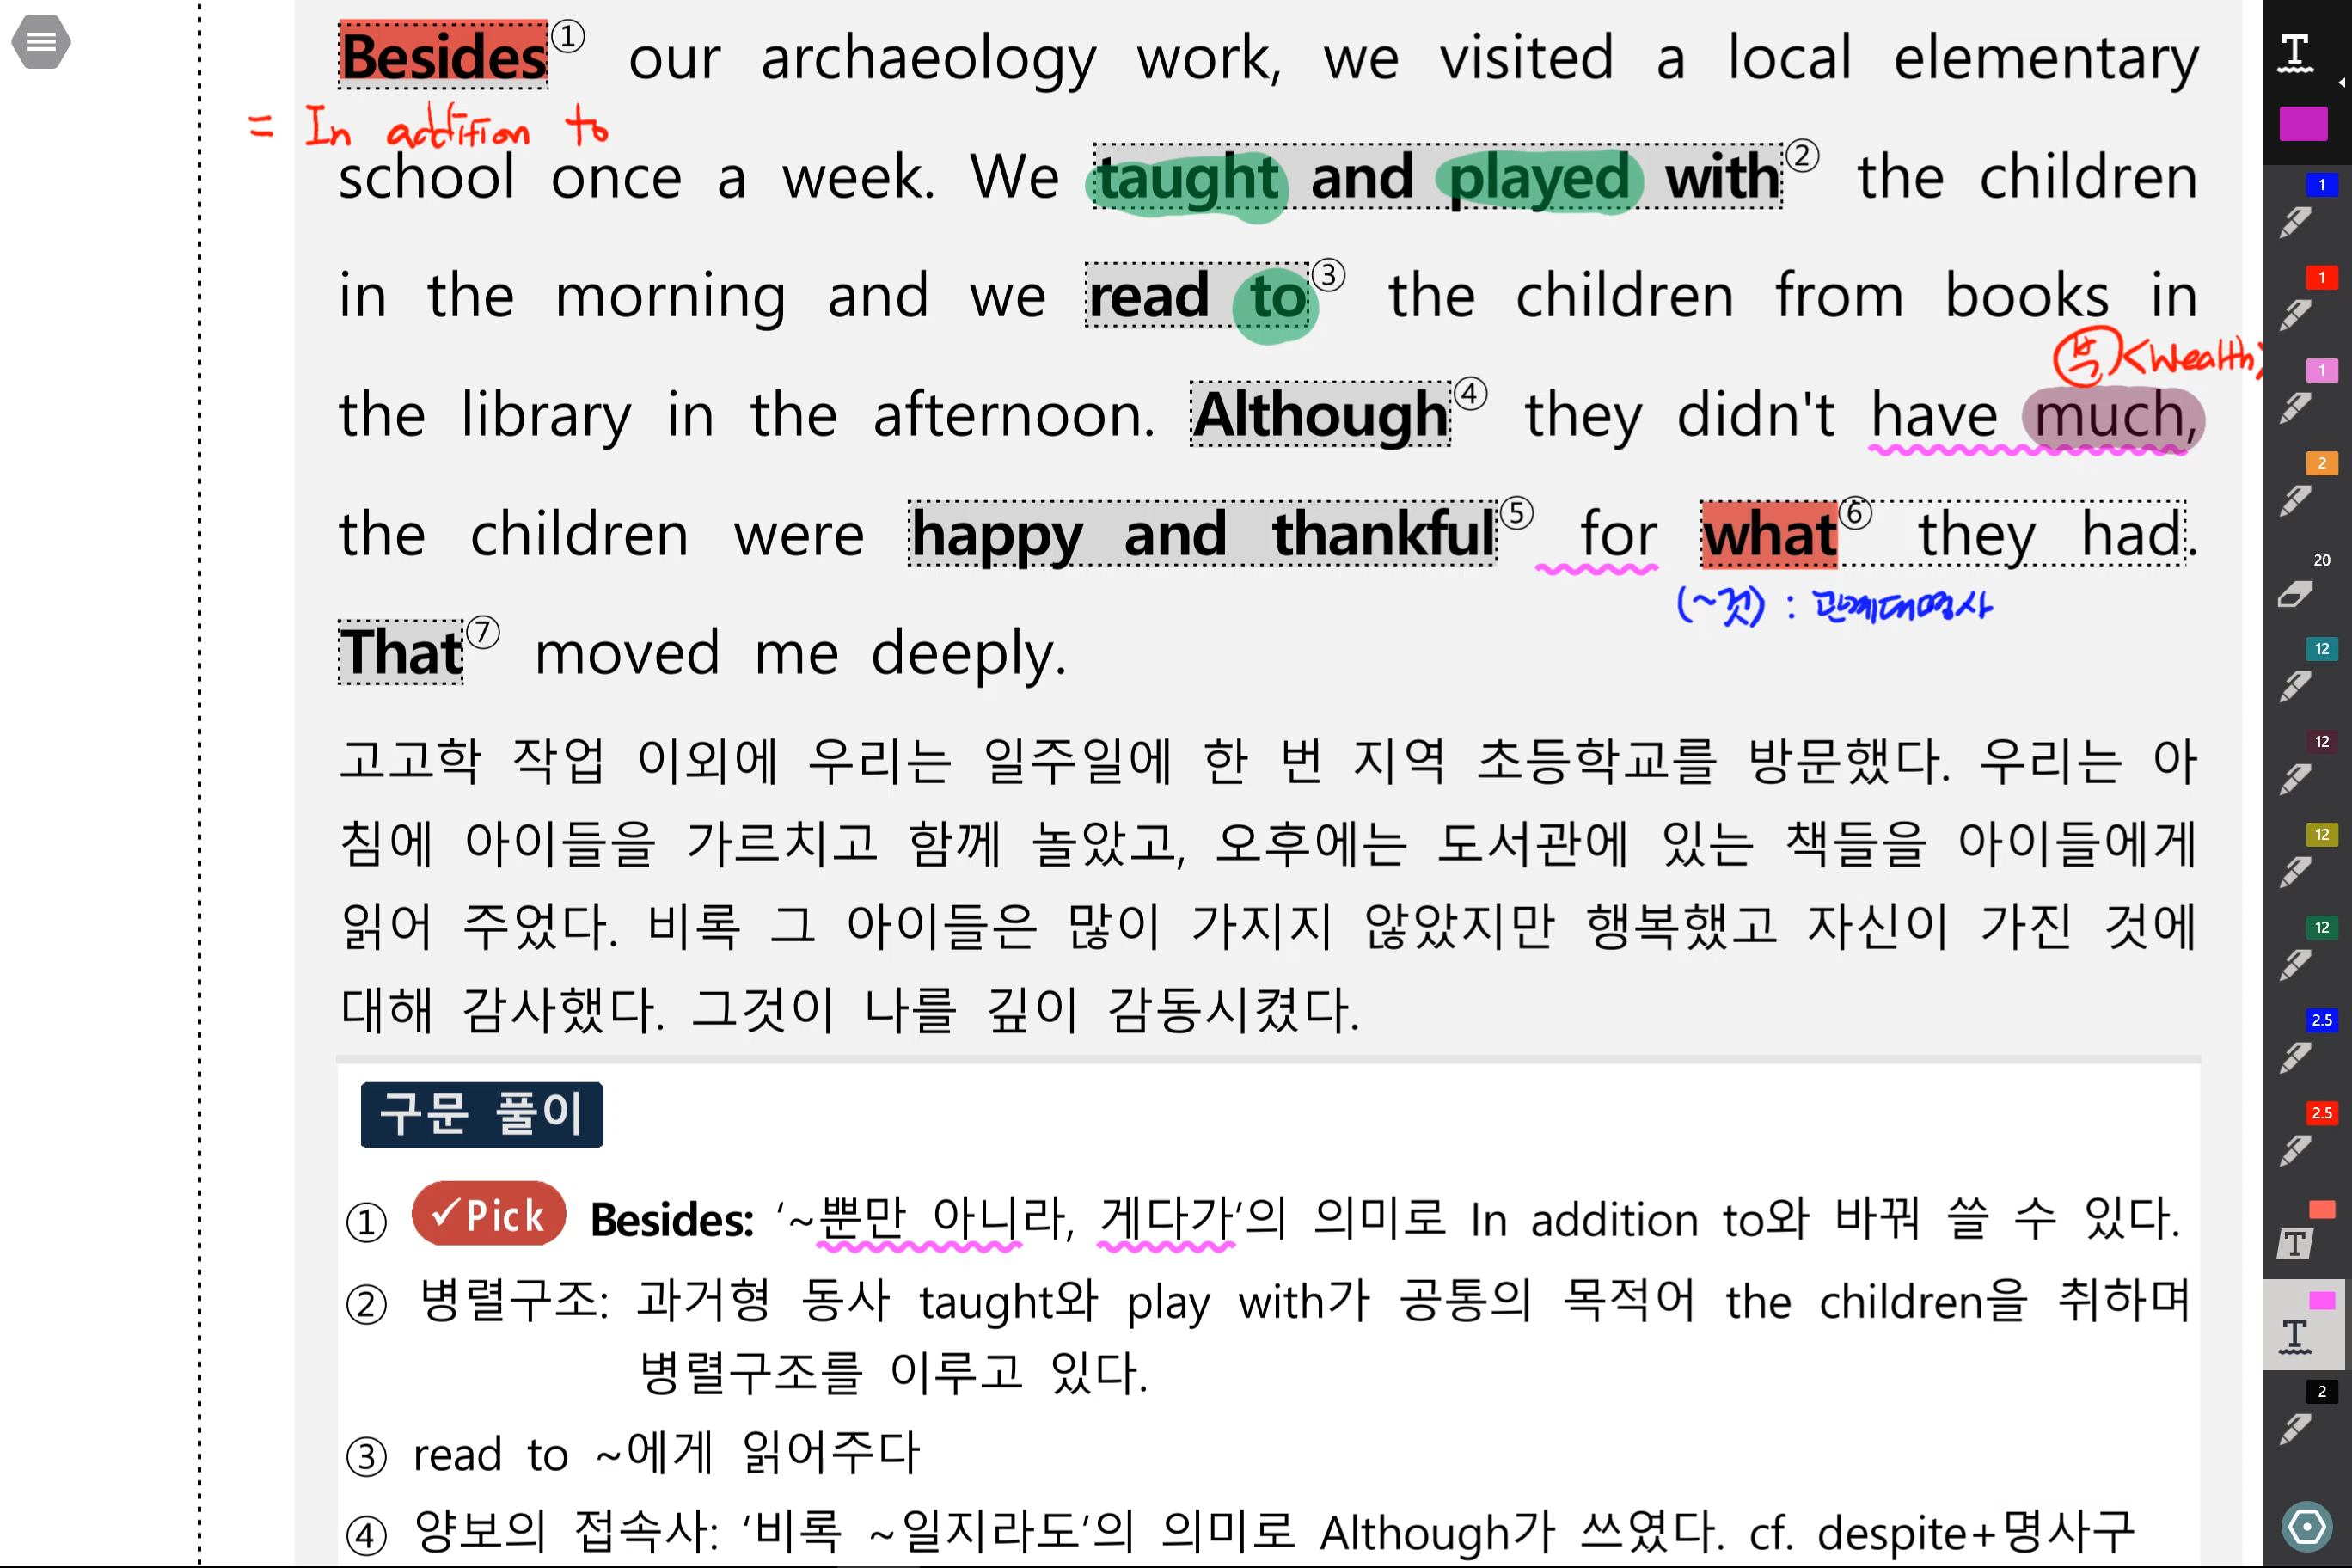 Besides① our archaeology work, we visited a local elementary
= In addition to
school once a week. We taught and played with② the children
in the morning and we read to③ the children from books in
부 <wealth>
the library in the afternoon. Although④ they didn't have much,
the children were happy and thankful⑤ for what⑥ they had.
(~것) : 관계대명사
That⑦ moved me deeply.
고고학 작업 이외에 우리는 일주일에 한 번 지역 초등학교를 방문했다. 우리는 아
침에 아이들을 가르치고 함께 놀았고, 오후에는 도서관에 있는 책들을 아이들에게
읽어 주었다. 비록 그 아이들은 많이 가지지 않았지만 행복했고 자신이 가진 것에
대해 감사했다. 그것이 나를 깊이 감동시켰다.
구문 풀이
① ✓Pick Besides: ‘~뿐만 아니라, 게다가’의 의미로 In addition to와 바꿔 쓸 수 있다.
② 병렬구조: 과거형 동사 taught와 play with가 공통의 목적어 the children을 취하며
병렬구조를 이루고 있다.
③ read to ~에게 읽어주다
④ 양보의 접속사: ‘비록 ~일지라도’의 의미로 Although가 쓰였다. cf. despite+명사구
T
1
1
1
2
20
12
12
12
12
2.5
2.5
T
T
2